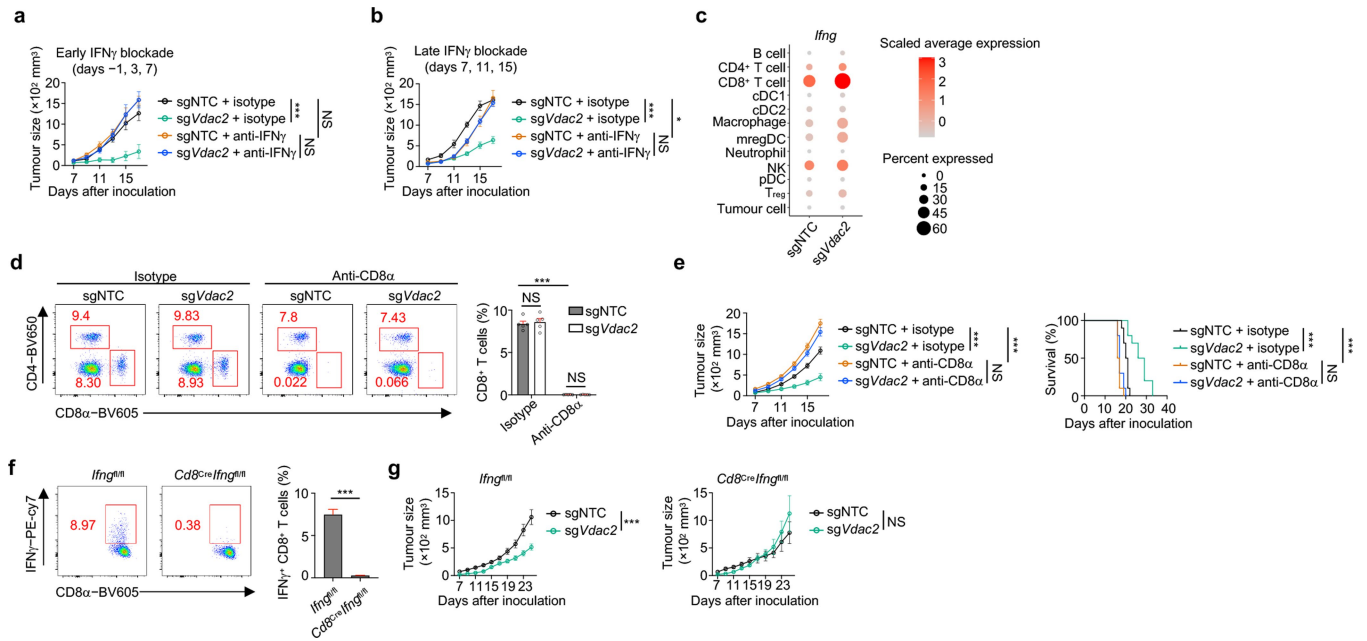 a
Early IFNγ blockade
(days −1, 3, 7)
Tumour size (×10² mm³)
20
15
10
5
0
7 11 15
Days after inoculation
sgNTC + isotype
sgVdac2 + isotype
sgNTC + anti-IFNγ
sgVdac2 + anti-IFNγ
***
NS
NS
b
Late IFNγ blockade
(days 7, 11, 15)
Tumour size (×10² mm³)
20
15
10
5
0
7 11 15
Days after inoculation
sgNTC + isotype
sgVdac2 + isotype
sgNTC + anti-IFNγ
sgVdac2 + anti-IFNγ
***
NS
*
c
Ifng
B cell
CD4⁺ T cell
CD8⁺ T cell
cDC1
cDC2
Macrophage
mregDC
Neutrophil
NK
pDC
Treg
Tumour cell
sgNTC
sgVdac2
Scaled average expression
3
2
1
0
Percent expressed
0
15
30
45
60
d
Isotype
Anti-CD8α
sgNTC
sgVdac2
sgNTC
sgVdac2
9.4
9.83
7.8
7.43
8.30
8.93
0.022
0.066
CD4−BV650
CD8α−BV605
CD8⁺ T cells (%)
10
8
6
4
2
0
***
NS
NS
sgNTC
sgVdac2
Isotype
Anti-CD8α
e
Tumour size
(×10² mm³)
20
15
10
5
0
7 11 15
Days after inoculation
sgNTC + isotype
sgVdac2 + isotype
sgNTC + anti-CD8α
sgVdac2 + anti-CD8α
***
NS
***
Survival (%)
100
50
0
0 10 20 30 40
Days after inoculation
sgNTC + isotype
sgVdac2 + isotype
sgNTC + anti-CD8α
sgVdac2 + anti-CD8α
***
NS
***
f
Ifngfl/fl
Cd8CreIfngfl/fl
8.97
0.38
IFNγ−PE-cy7
CD8α−BV605
IFNγ⁺ CD8⁺ T cells (%)
10
5
0
***
Ifngfl/fl
Cd8CreIfngfl/fl
g
Ifngfl/fl
Tumour size
(×10² mm³)
15
10
5
0
7 11 15 19 23
Days after inoculation
sgNTC
sgVdac2
***
Cd8CreIfngfl/fl
Tumour size
(×10² mm³)
15
10
5
0
7 11 15 19 23
Days after inoculation
sgNTC
sgVdac2
NS